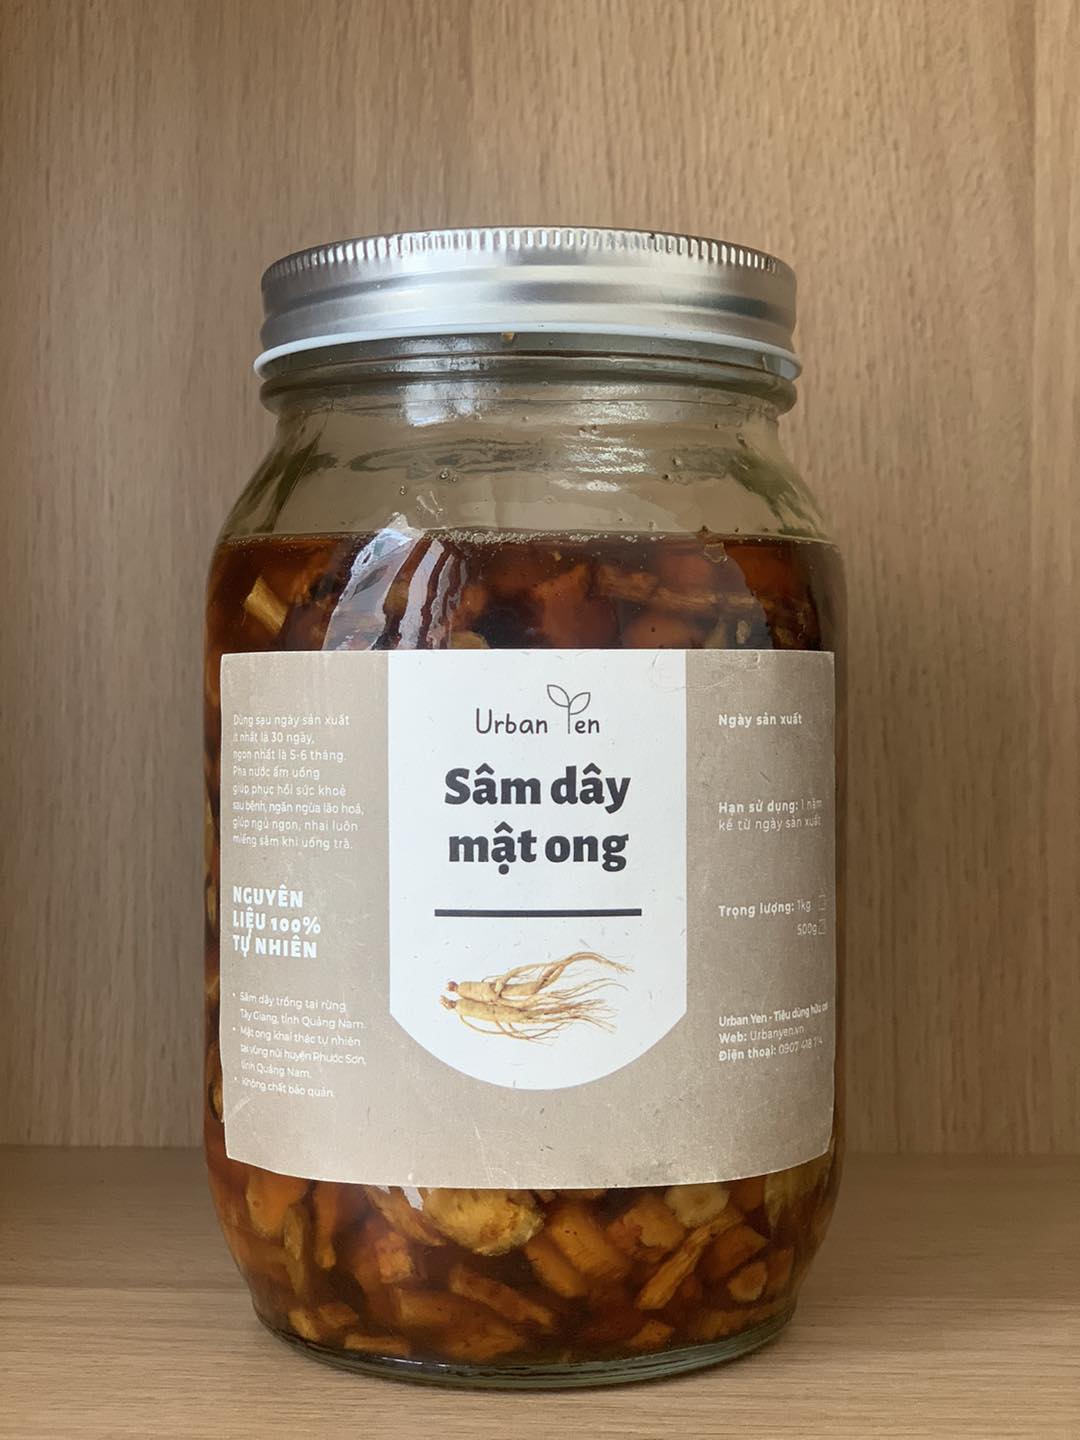 Urban Yen
Sâm dây
mật ong
Dùng sau ngày sản xuất
ít nhất là 30 ngày,
ngon nhất là 5-6 tháng.
Pha nước ấm uống
giúp phục hồi sức khoẻ
sau bệnh, ngăn ngừa lão hoá,
giúp ngủ ngon, nhai luôn
miếng sâm khi uống trà.
NGUYÊN
LIỆU 100%
TỰ NHIÊN
• Sâm dây trồng tại rừng
Tây Giang, tỉnh Quảng Nam.
• Mật ong khai thác tự nhiên
tại vùng núi huyện Phước Sơn,
tỉnh Quảng Nam.
• Không chất bảo quản.
Ngày sản xuất
Hạn sử dụng: 1 năm
kể từ ngày sản xuất
Trọng lượng: 1kg
500g
Urban Yen - Tiêu dùng hữu
Web: Urbanyen.vn
Điện thoại: 0907 418